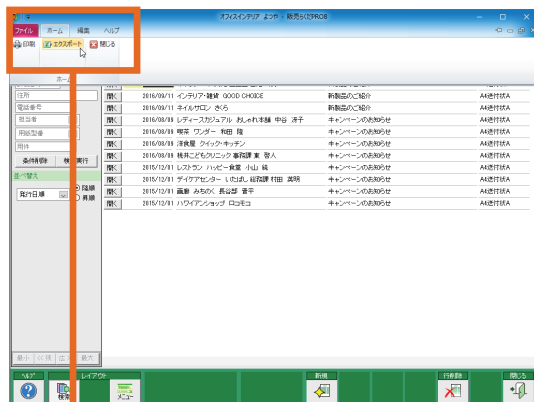 オフィスインテリア よつや - 販売らくだPRO8
ファイル ホーム 編集 ヘルプ
印刷 エクスポート 閉じる
ホーム
住所
電話番号
担当者
用紙型番
用件
条件削除 検 実行
並べ替え
発行日順 降順
昇順
開く 2016/09/11 インテリア・雑貨 GOOD CHOICE 新製品のご紹介 A4送付状A
開く 2016/09/11 ネイルサロン さくら 新製品のご紹介 A4送付状A
開く 2016/08/08 レディースカジュアル おしゃれ本舗 中谷 洋子 キャンペーンのお知らせ A4送付状A
開く 2016/08/08 喫茶 ワンダー 和田 隆 キャンペーンのお知らせ A4送付状A
開く 2016/08/08 洋食屋 クイック・キッチン キャンペーンのお知らせ A4送付状A
開く 2016/08/08 桃井こどもクリニック 事務課 東 啓人 キャンペーンのお知らせ A4送付状A
開く 2015/12/01 レストラン ハッピー食堂 小山 純 キャンペーンのお知らせ A4送付状A
開く 2015/12/01 デイケアセンター いたばし 総務課 村田 英明 キャンペーンのお知らせ A4送付状A
開く 2015/12/01 画廊 みちのく 長谷部 晋平 キャンペーンのお知らせ A4送付状A
開く 2015/12/01 ハワイアンショップ ロコモコ キャンペーンのお知らせ A4送付状A
最小 <<狭 広 最大
ヘルプ レイアウト 新規 行削除 閉じる
検索 メニュー